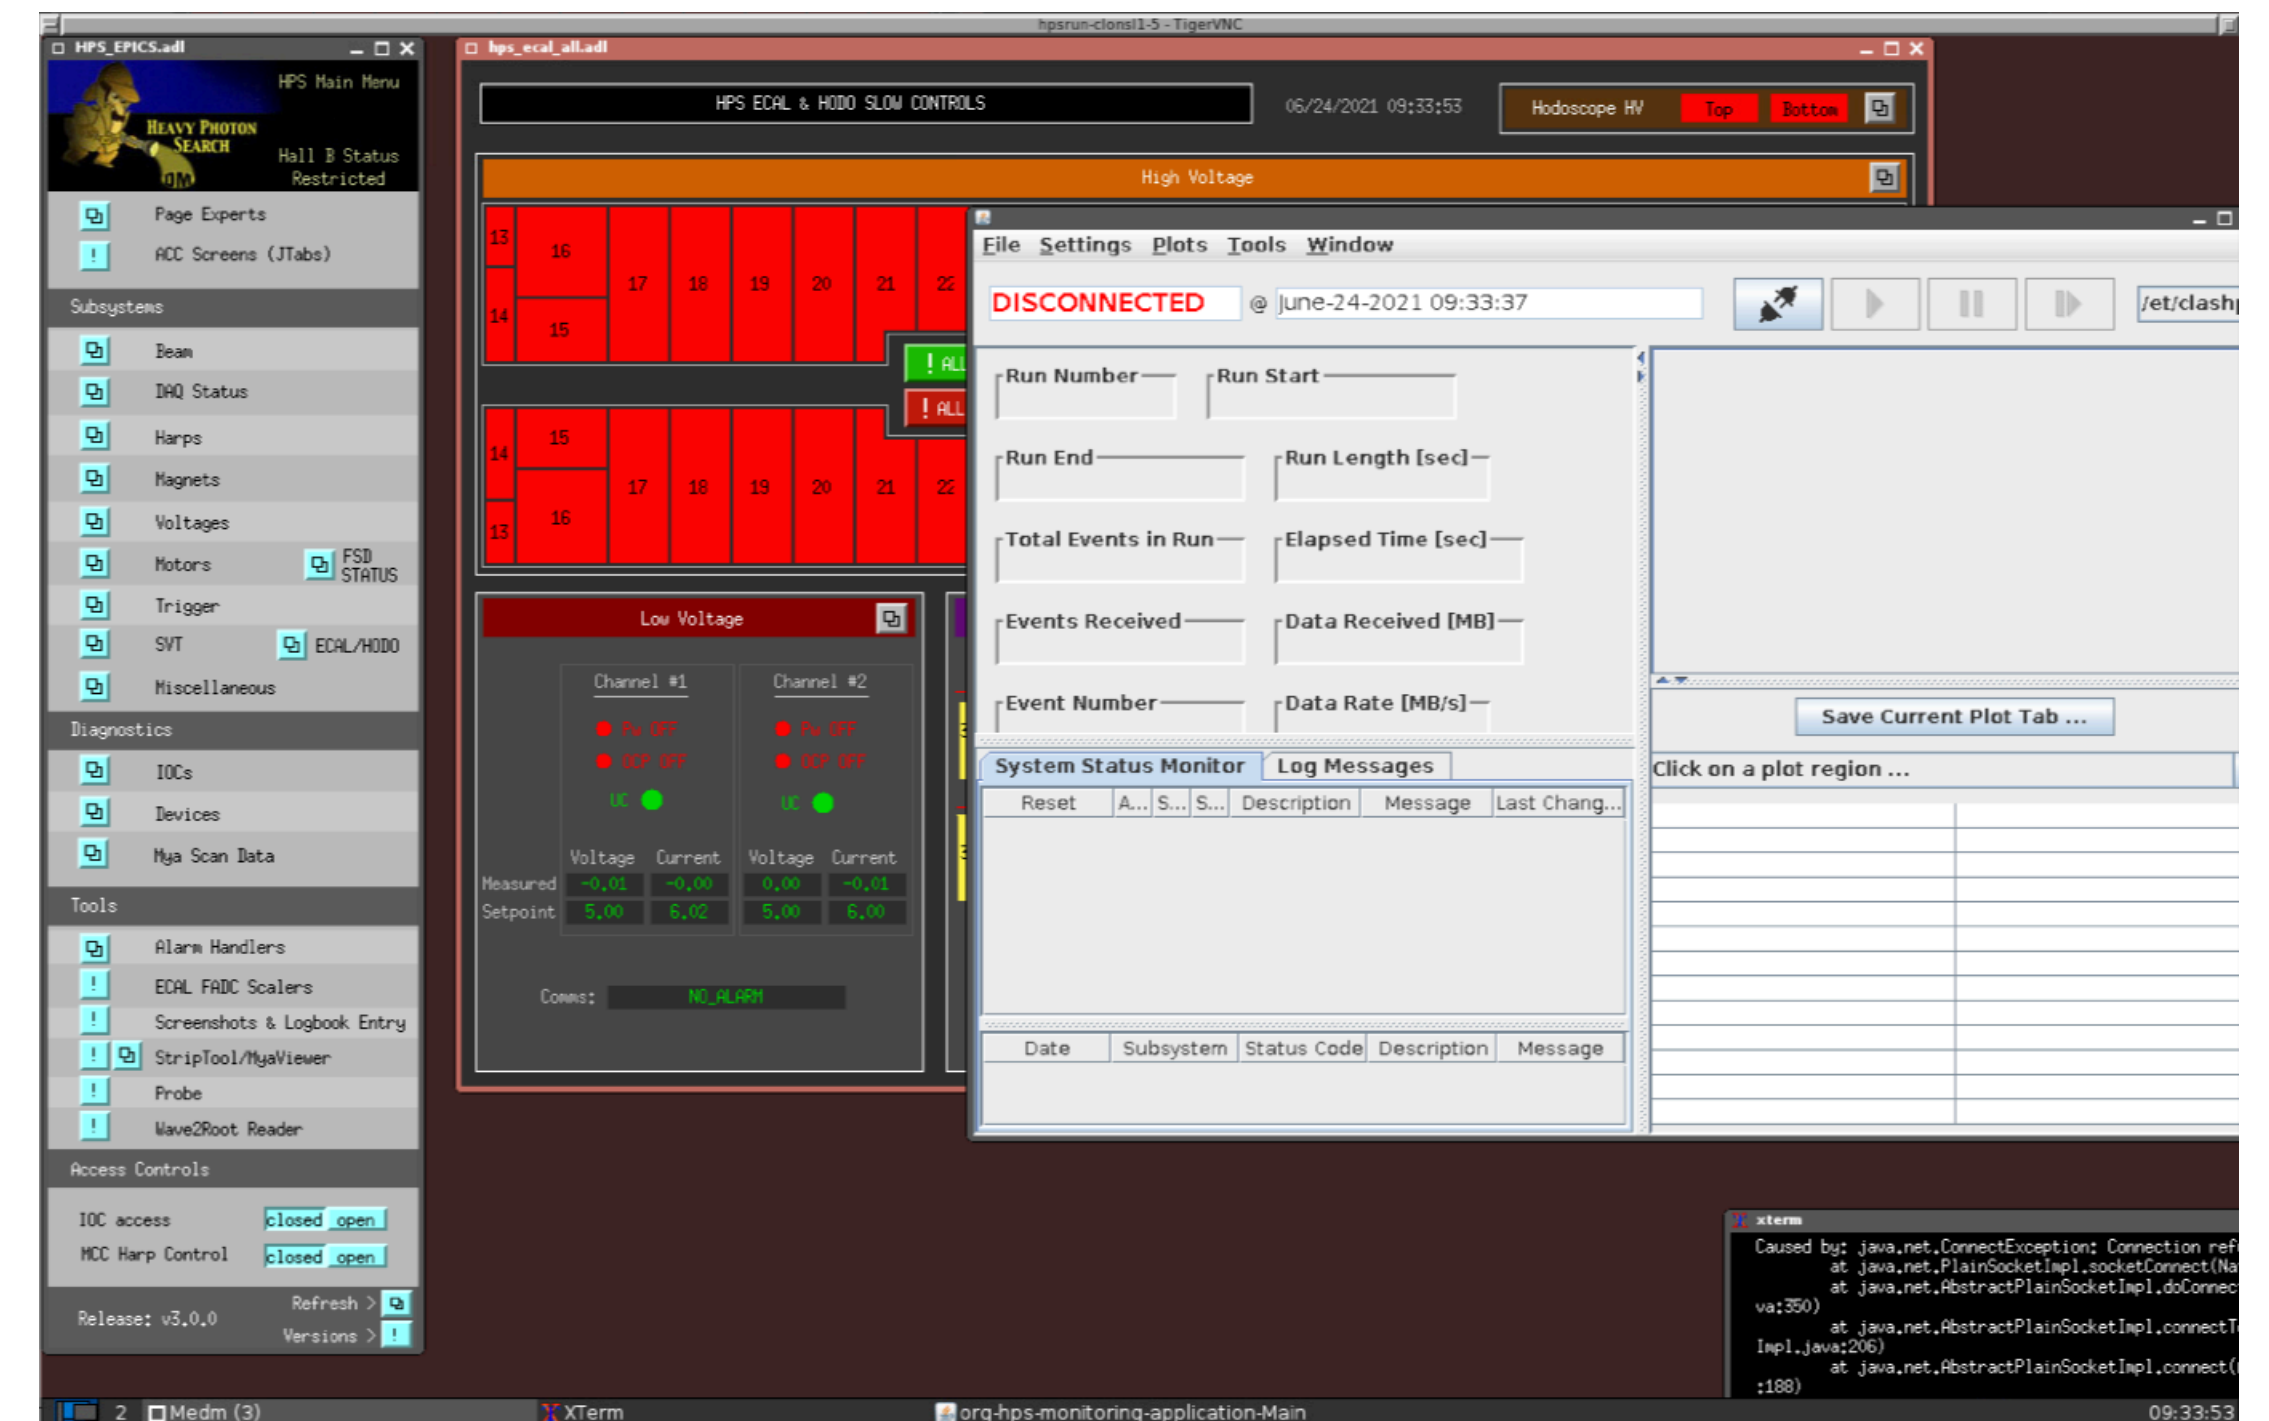 hpsrun-clonsl1-5 - TigerVNC
HPS_EPICS.adl
HPS Main Menu
HEAVY PHOTON
SEARCH
DM
Hall B Status
Restricted
Page Experts
! ACC Screens (JTabs)
Subsystems
Beam
DAQ Status
Harps
Magnets
Voltages
Motors
FSD
STATUS
Trigger
SVT
ECAL/HODO
Miscellaneous
Diagnostics
IOCs
Devices
Mya Scan Data
Tools
Alarm Handlers
! ECAL FADC Scalers
! Screenshots & Logbook Entry
! StripTool/MyaViewer
! Probe
! Wave2Root Reader
Access Controls
IOC access closed open
MCC Harp Control closed open
Release: v3.0.0
Refresh >
Versions > !
hps_ecal_all.adl
HPS ECAL & HODO SLOW CONTROLS
06/24/2021 09:33:53
Hodoscope HV Top Bottom
High Voltage
13 16 17 18 19 20 21 22
14 15
! ALL
! ALL
14 15 17 18 19 20 21 22
13 16
Low Voltage
Channel #1 Channel #2
Pw OFF Pw OFF
OCP OFF OCP OFF
UC UC
Voltage Current Voltage Current
Measured -0.01 -0.00 0.00 -0.01
Setpoint 5.00 6.02 5.00 6.00
Comms: NO_ALARM
File Settings Plots Tools Window
DISCONNECTED @ June-24-2021 09:33:37
/et/clashp
Run Number Run Start
Run End Run Length [sec]
Total Events in Run Elapsed Time [sec]
Events Received Data Received [MB]
Event Number Data Rate [MB/s]
System Status Monitor Log Messages
Reset A... S... S... Description Message Last Chang...
Date Subsystem Status Code Description Message
Save Current Plot Tab ...
Click on a plot region ...
xterm
Caused by: java.net.ConnectException: Connection ref
at java.net.PlainSocketImpl.socketConnect(Na
at java.net.AbstractPlainSocketImpl.doConnec
va:350)
at java.net.AbstractPlainSocketImpl.connectT
Impl.java:206)
at java.net.AbstractPlainSocketImpl.connect(
:188)
2 Medm (3) XTerm org-hps-monitoring-application-Main 09:33:53